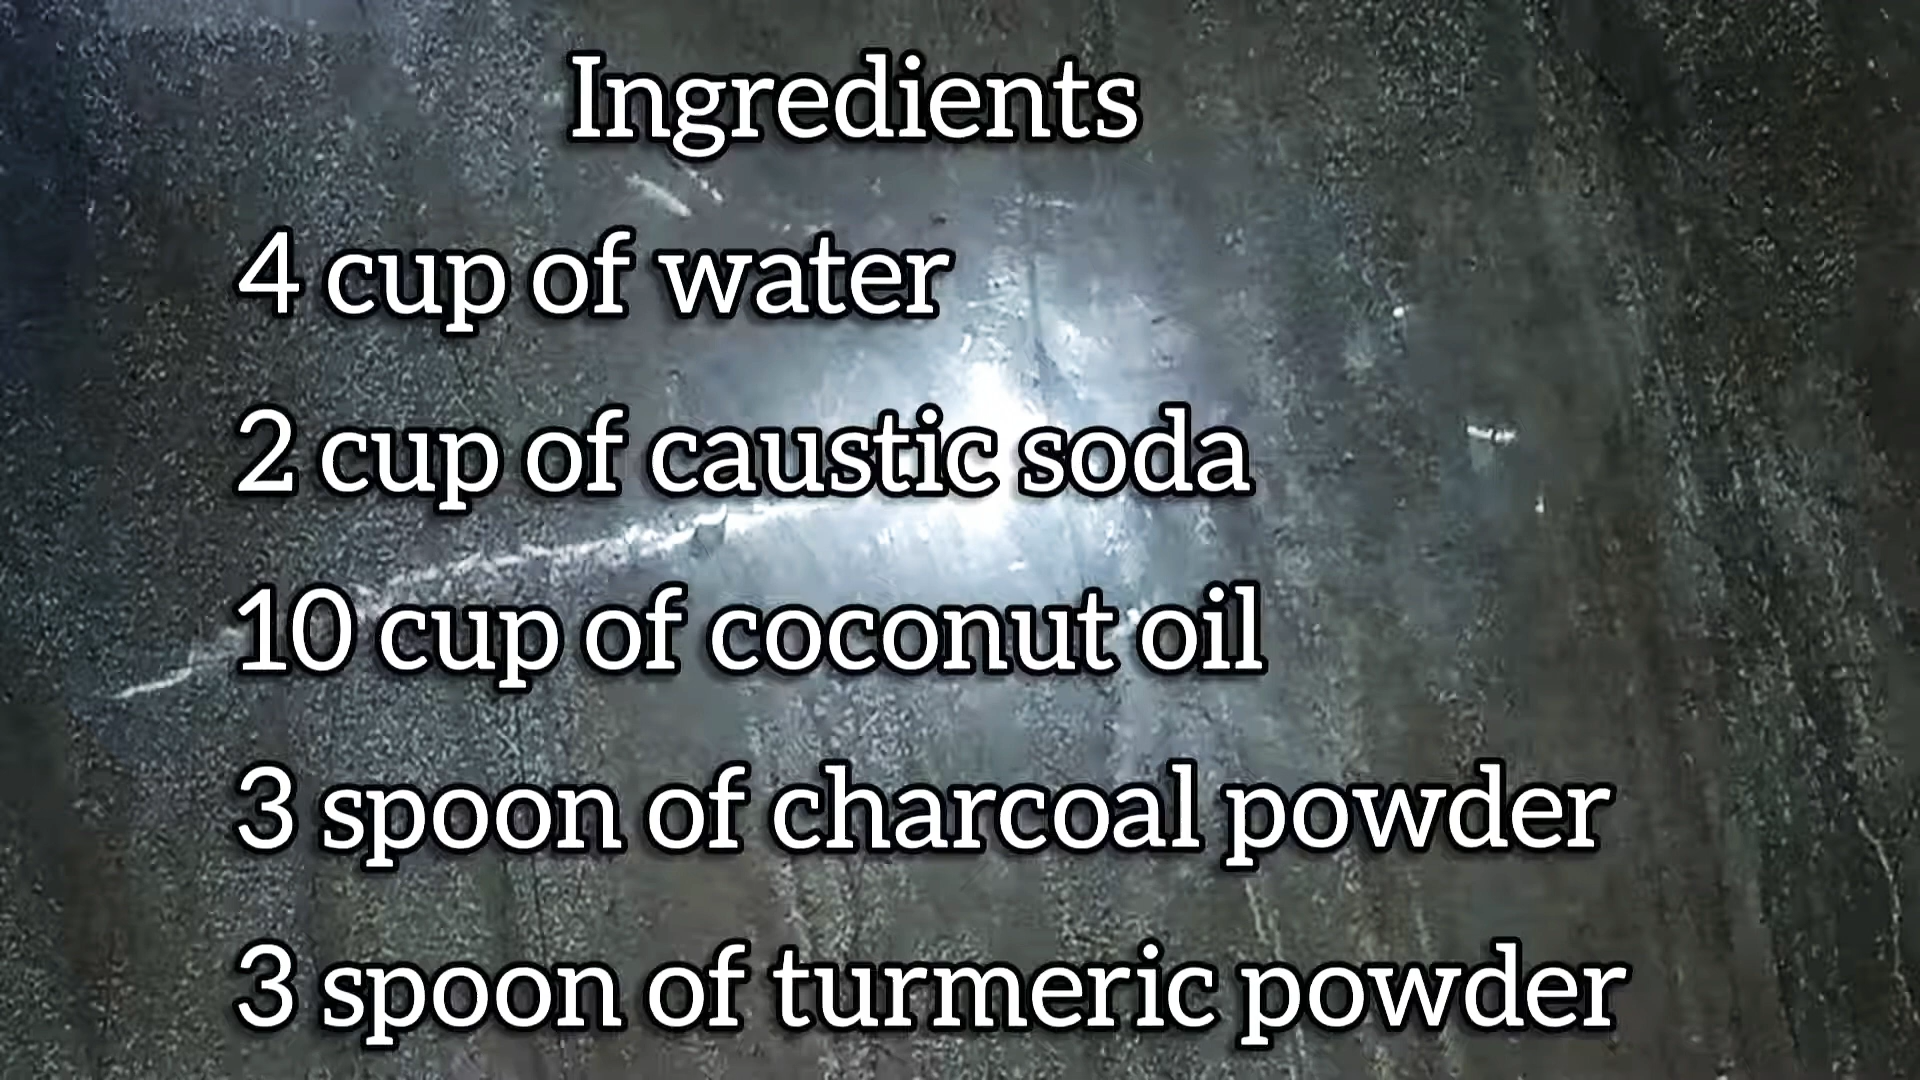 Ingredients
4 cup of water
2 cup of caustic soda
10 cup of coconut oil
3 spoon of charcoal powder
3 spoon of turmeric powder